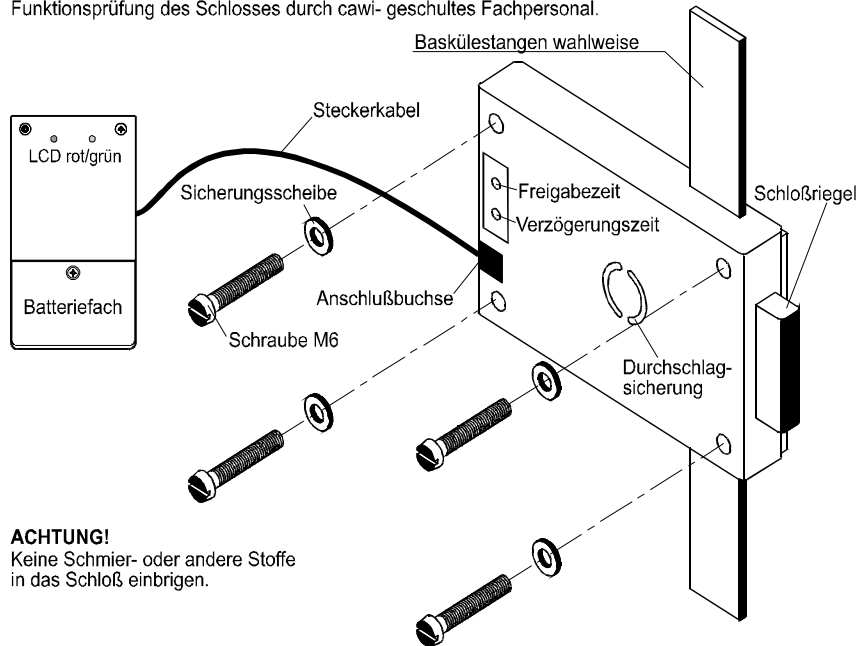 Funktionsprüfung des Schlosses durch cawi- geschultes Fachpersonal.
Baskülestangen wahlweise
Steckerkabel
LCD rot/grün
Sicherungsscheibe
Freigabezeit
Schloßriegel
Verzögerungszeit
Batteriefach
Anschlußbuchse
Schraube M6
Durchschlag-
sicherung
ACHTUNG!
Keine Schmier- oder andere Stoffe
in das Schloß einbrigen.